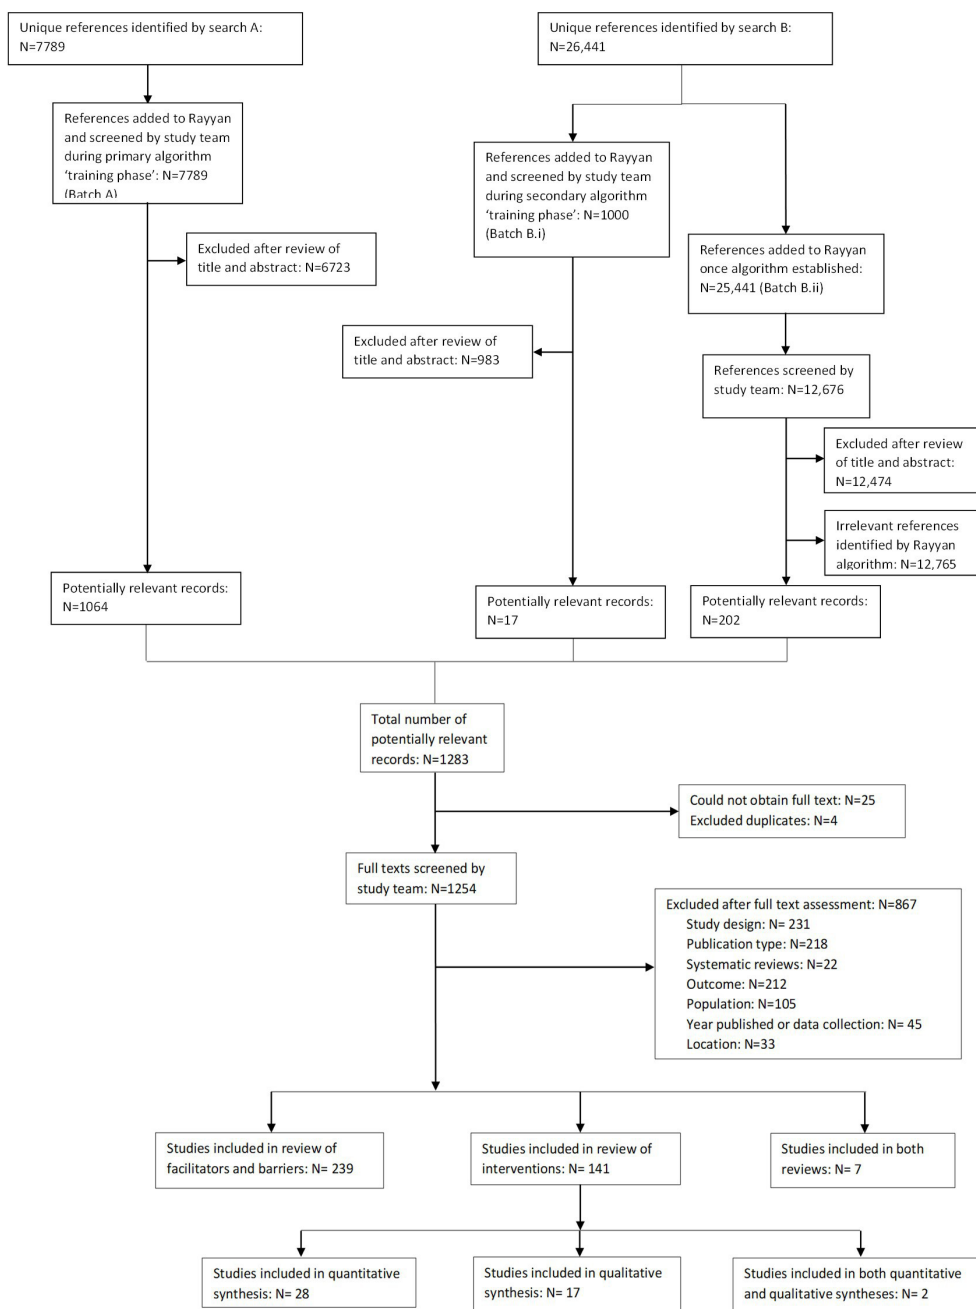 Unique references identified by search A:
N=7789
Unique references identified by search B:
N=26,441
References added to Rayyan
and screened by study team
during primary algorithm
‘training phase’: N=7789
(Batch A)
References added to Rayyan
and screened by study team
during secondary algorithm
‘training phase’: N=1000
(Batch B.i)
Excluded after review of
title and abstract: N=6723
References added to Rayyan
once algorithm established:
N=25,441 (Batch B.ii)
Excluded after review of
title and abstract: N=983
References screened by
study team: N=12,676
Excluded after review
of title and abstract:
N=12,474
Irrelevant references
identified by Rayyan
algorithm: N=12,765
Potentially relevant records:
N=1064
Potentially relevant records:
N=17
Potentially relevant records:
N=202
Total number of
potentially relevant
records: N=1283
Could not obtain full text: N=25
Excluded duplicates: N=4
Full texts screened by
study team: N=1254
Excluded after full text assessment: N=867
Study design: N= 231
Publication type: N=218
Systematic reviews: N=22
Outcome: N=212
Population: N=105
Year published or data collection: N= 45
Location: N=33
Studies included in review of
facilitators and barriers: N= 239
Studies included in review of
interventions: N= 141
Studies included in both
reviews: N= 7
Studies included in quantitative
synthesis: N= 28
Studies included in qualitative
synthesis: N= 17
Studies included in both quantitative
and qualitative syntheses: N= 2